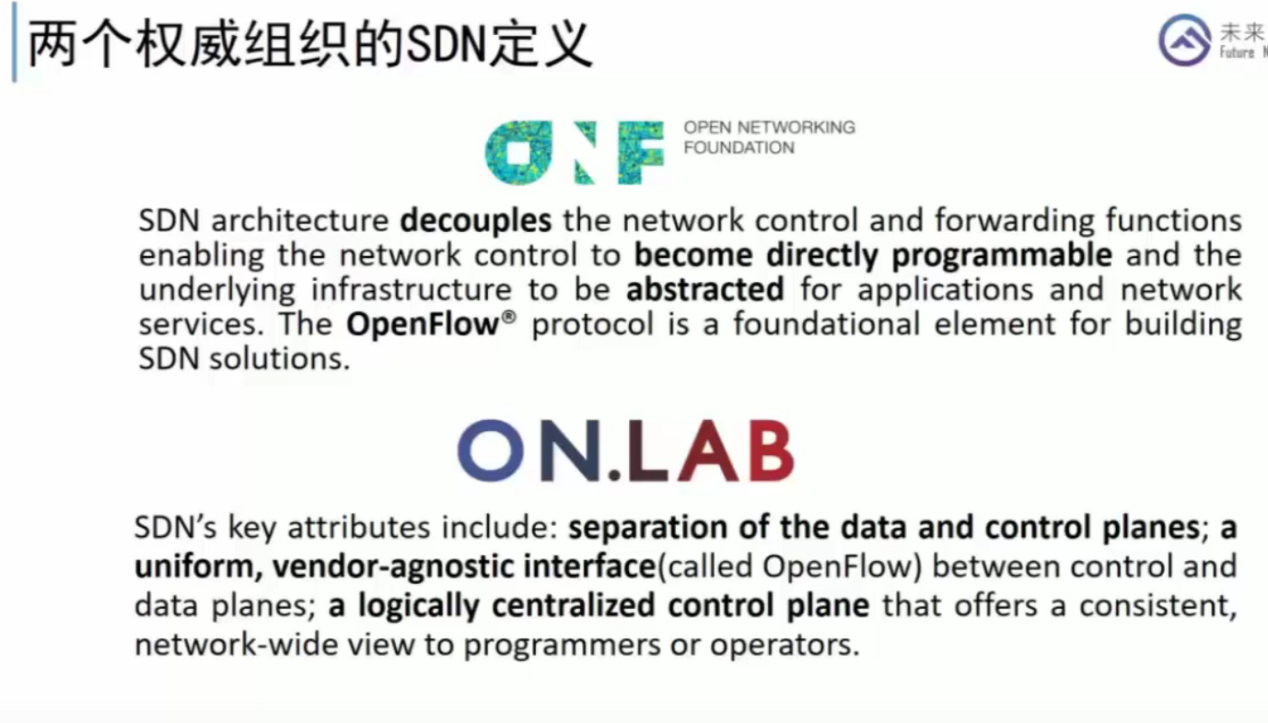 两个权威组织的SDN定义
未来
Future N
ONF
OPEN NETWORKING
FOUNDATION
SDN architecture decouples the network control and forwarding functions
enabling the network control to become directly programmable and the
underlying infrastructure to be abstracted for applications and network
services. The OpenFlow® protocol is a foundational element for building
SDN solutions.
ON.LAB
SDN’s key attributes include: separation of the data and control planes; a
uniform, vendor-agnostic interface(called OpenFlow) between control and
data planes; a logically centralized control plane that offers a consistent,
network-wide view to programmers or operators.